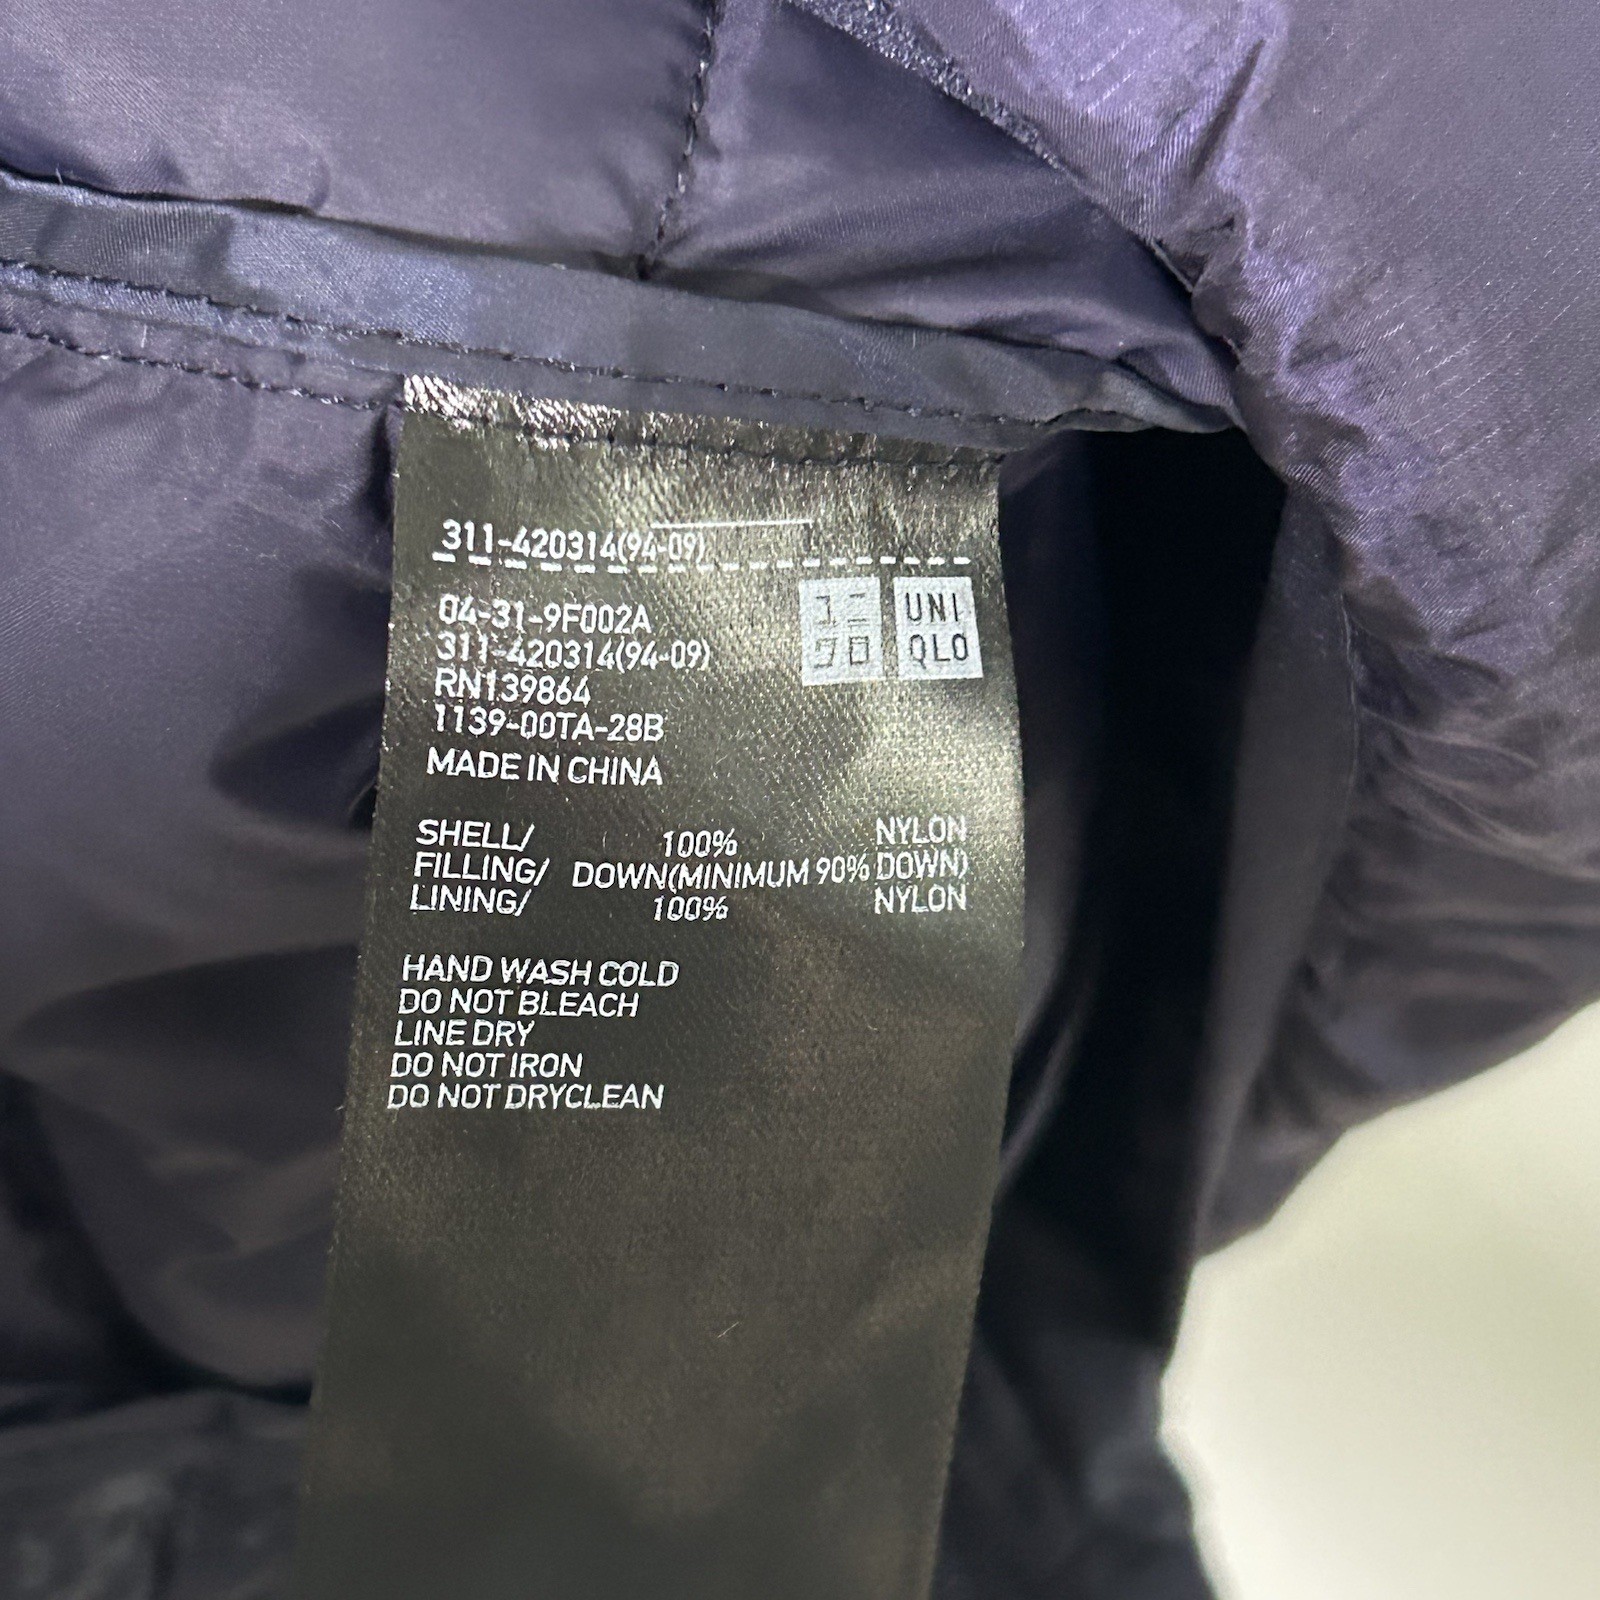 311-420314(94-09)
04-31-9F002A
311-420314(94-09)
RN139864
1139-00TA-28B
MADE IN CHINA
ユニ
クロ
UNI
QLO
SHELL/ 100% NYLON
FILLING/ DOWN(MINIMUM 90% DOWN)
LINING/ 100% NYLON
HAND WASH COLD
DO NOT BLEACH
LINE DRY
DO NOT IRON
DO NOT DRYCLEAN